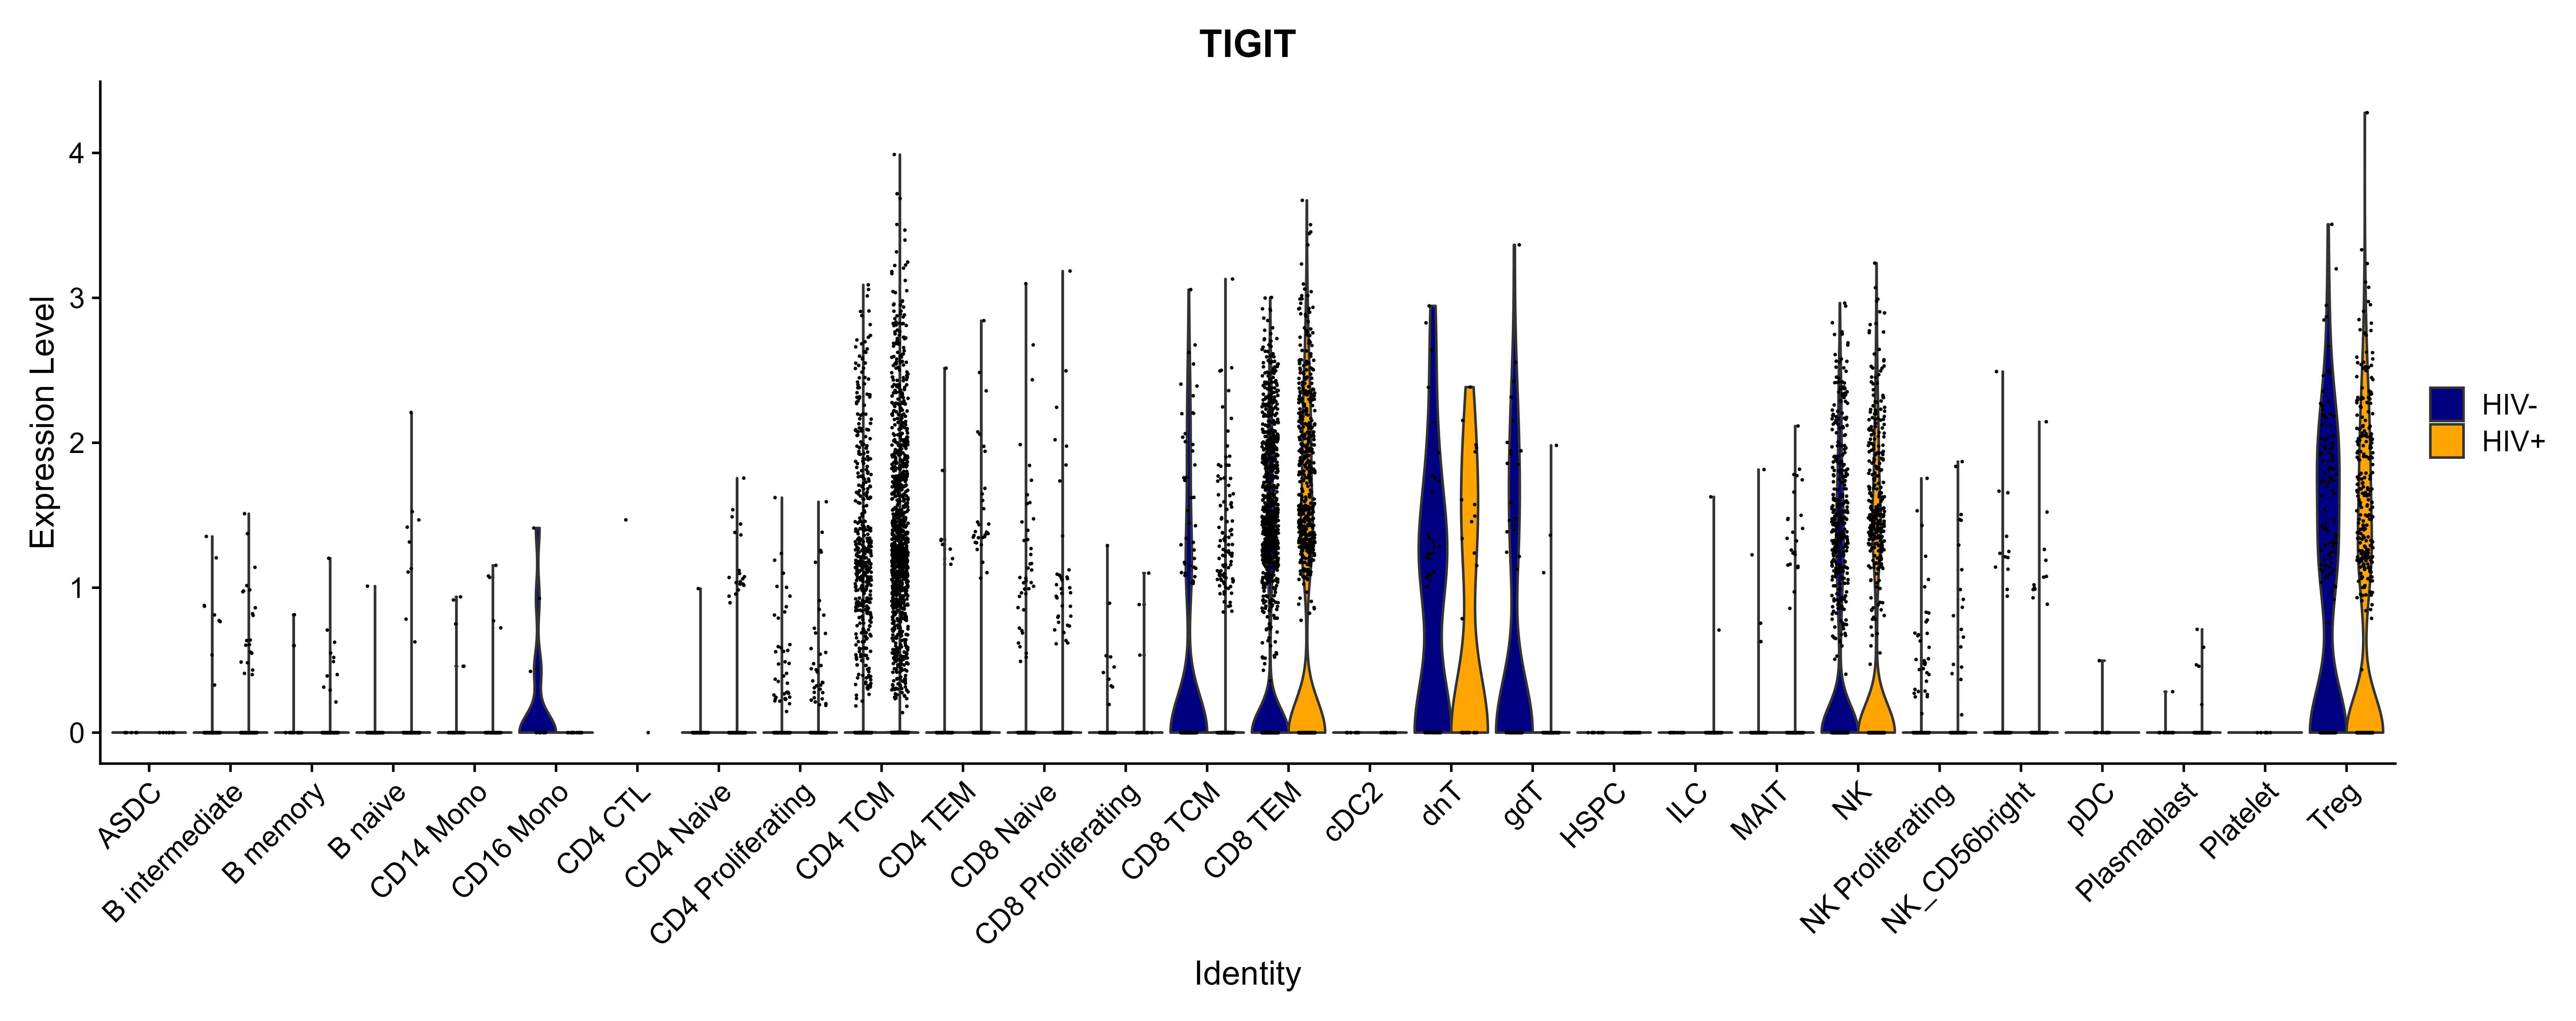 TIGIT
Expression Level
4
3
2
1
0
ASDC
B intermediate
B memory
B naive
CD14 Mono
CD16 Mono
CD4 CTL
CD4 Naive
CD4 Proliferating
CD4 TCM
CD4 TEM
CD8 Naive
CD8 Proliferating
CD8 TCM
CD8 TEM
cDC2
dnT
gdT
HSPC
ILC
MAIT
NK
NK Proliferating
NK_CD56bright
pDC
Plasmablast
Platelet
Treg
Identity
HIV-
HIV+